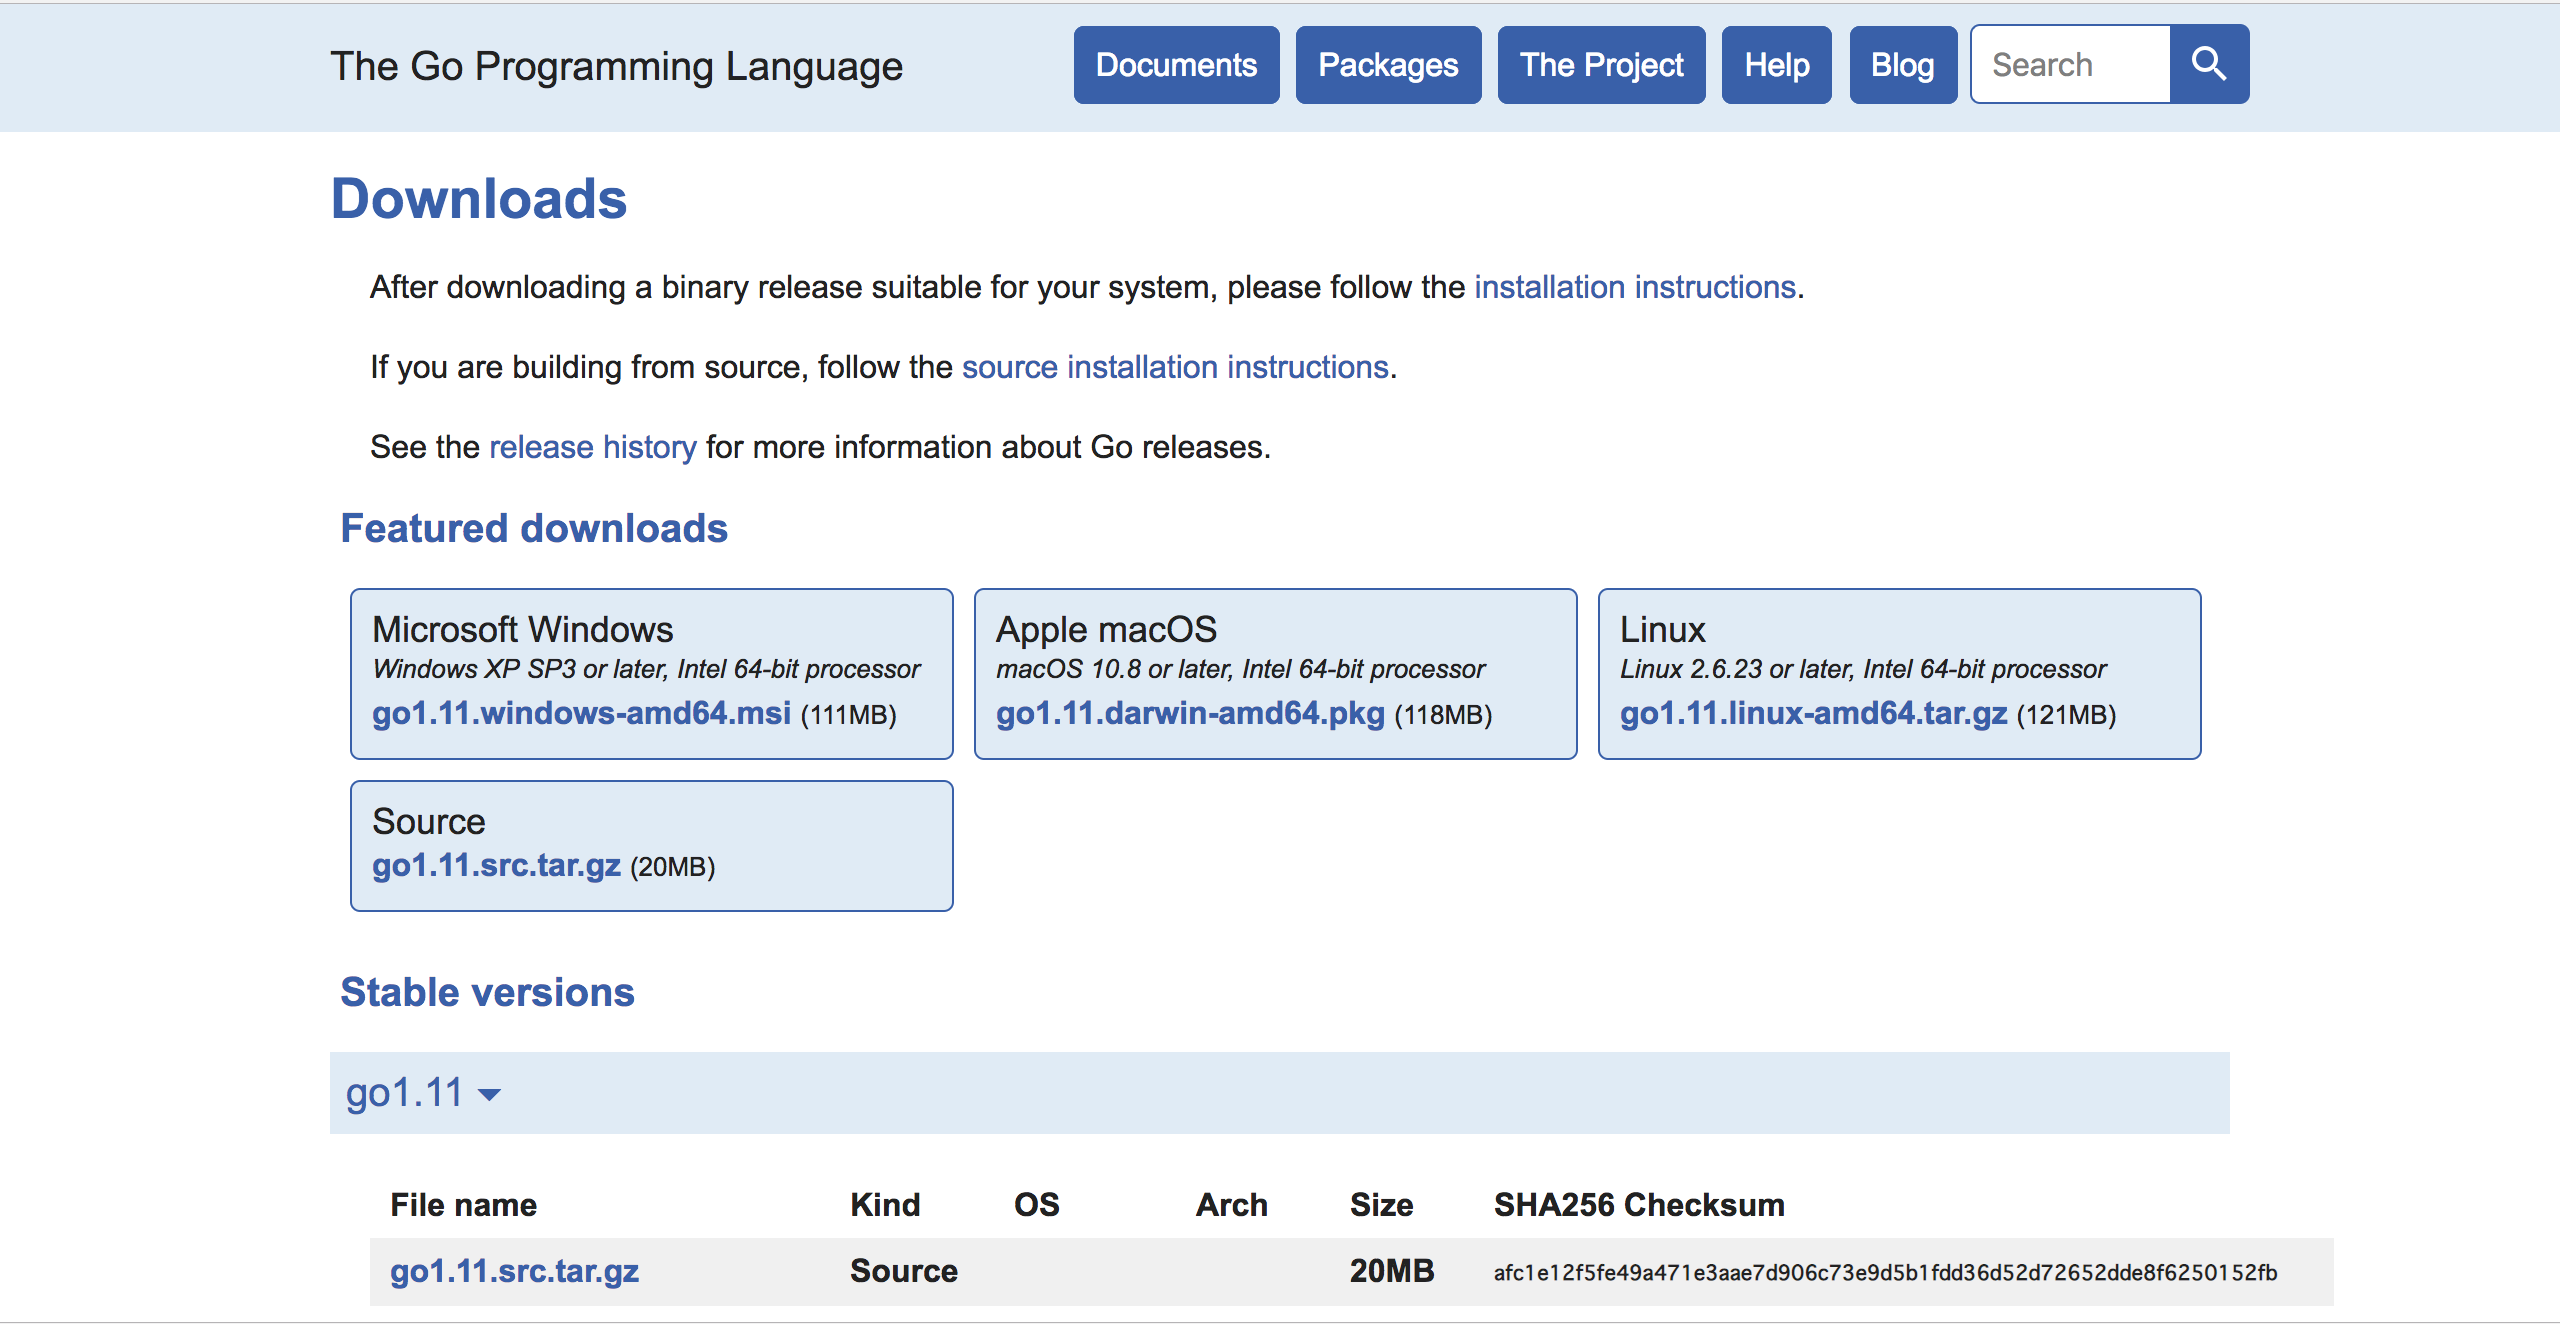 The Go Programming Language
Documents Packages The Project Help Blog Search
Downloads
After downloading a binary release suitable for your system, please follow the installation instructions.
If you are building from source, follow the source installation instructions.
See the release history for more information about Go releases.
Featured downloads
Microsoft Windows
Windows XP SP3 or later, Intel 64-bit processor
go1.11.windows-amd64.msi (111MB)
Apple macOS
macOS 10.8 or later, Intel 64-bit processor
go1.11.darwin-amd64.pkg (118MB)
Linux
Linux 2.6.23 or later, Intel 64-bit processor
go1.11.linux-amd64.tar.gz (121MB)
Source
go1.11.src.tar.gz (20MB)
Stable versions
go1.11
File name Kind OS Arch Size SHA256 Checksum
go1.11.src.tar.gz Source 20MB afc1e12f5fe49a471e3aae7d906c73e9d5b1fdd36d52d72652dde8f6250152fb